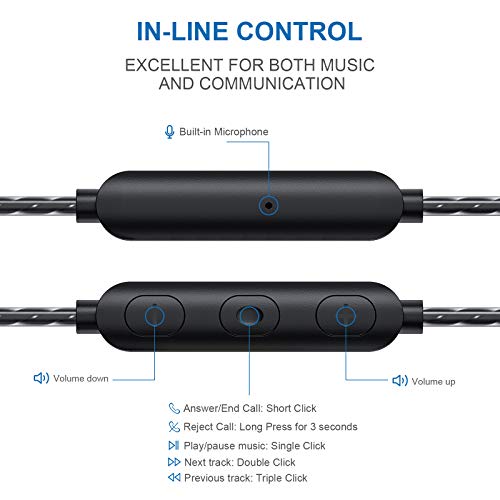 IN-LINE CONTROL
EXCELLENT FOR BOTH MUSIC
AND COMMUNICATION
Built-in Microphone
Volume down
Volume up
Answer/End Call: Short Click
Reject Call: Long Press for 3 seconds
Play/pause music: Single Click
Next track: Double Click
Previous track: Triple Click